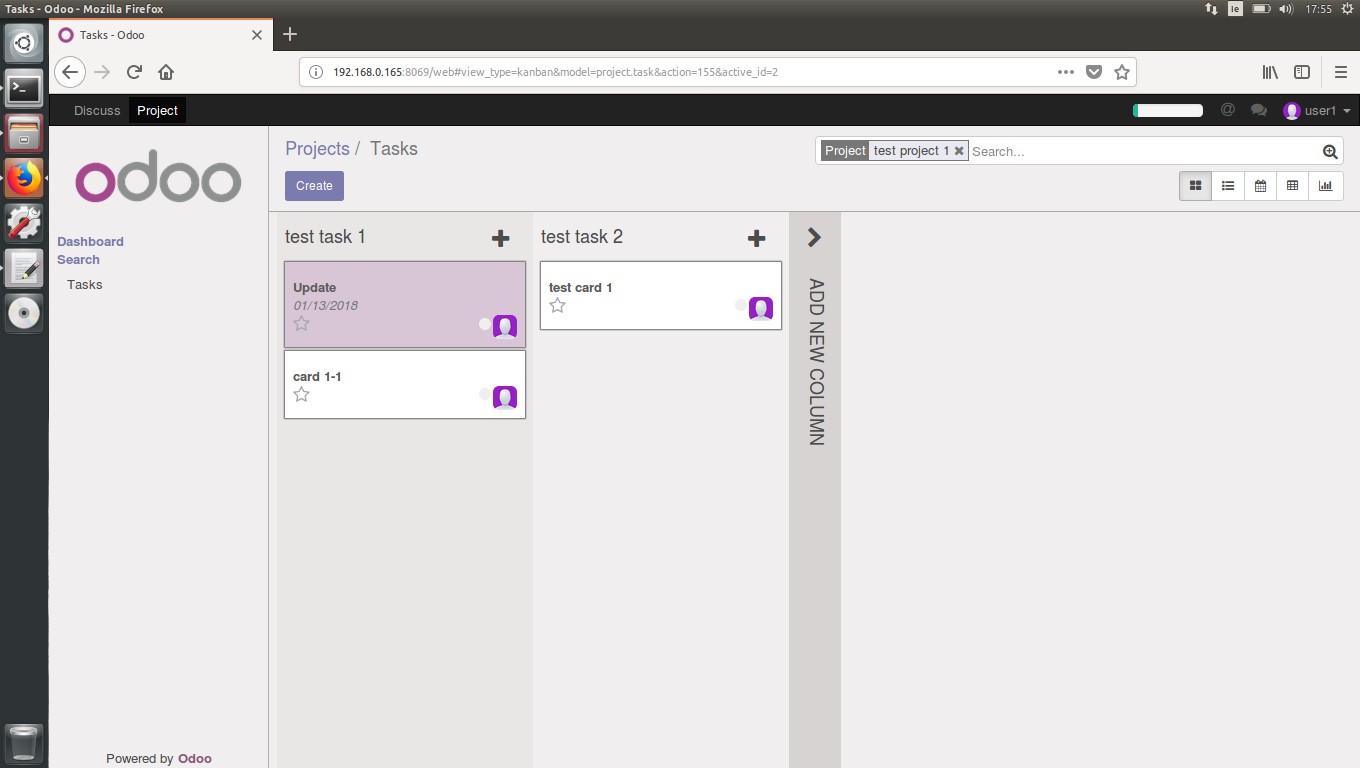 Tasks - Odoo - Mozilla Firefox
Ie
17:55
Tasks - Odoo
192.168.0.165:8069/web#view_type=kanban&model=project.task&action=155&active_id=2
Discuss
Project
@
user1
odoo
Dashboard
Search
Tasks
Powered by Odoo
Projects / Tasks
Project test project 1 Search...
Create
test task 1
Update
01/13/2018
card 1-1
test task 2
test card 1
ADD NEW COLUMN